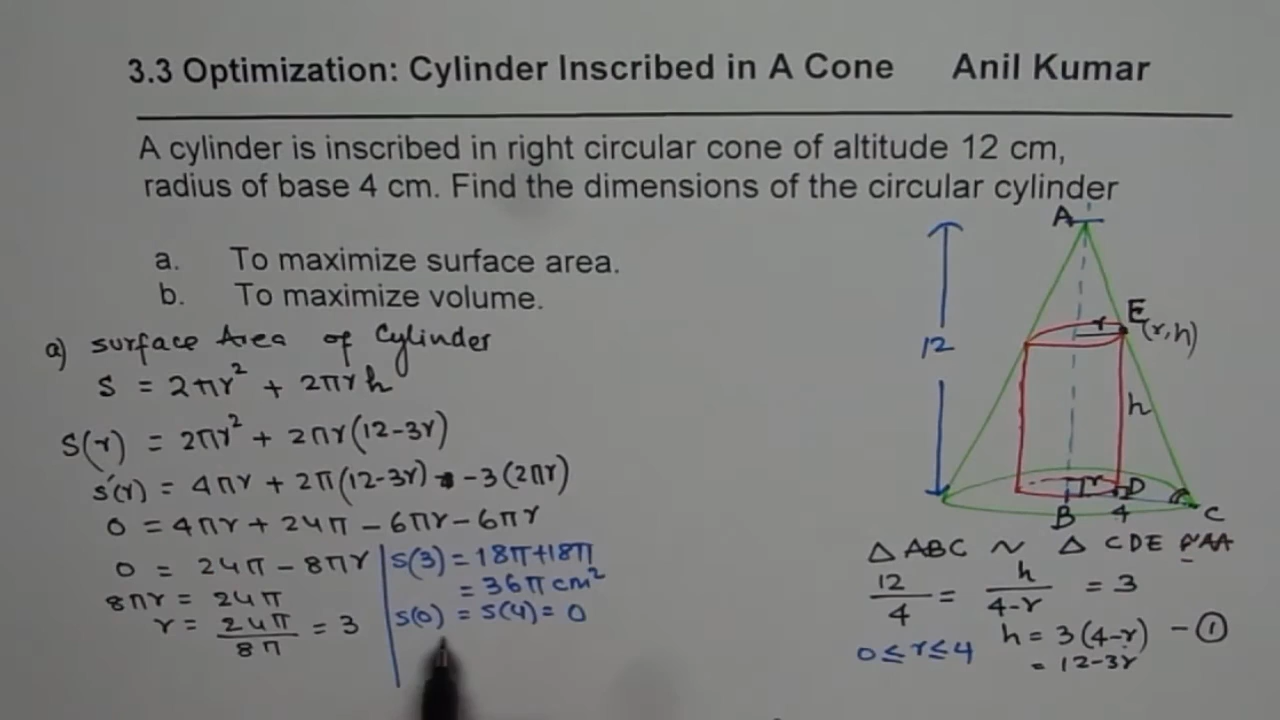 3.3 Optimization: Cylinder Inscribed in A Cone Anil Kumar
A cylinder is inscribed in right circular cone of altitude 12 cm,
radius of base 4 cm. Find the dimensions of the circular cylinder
a. To maximize surface area.
b. To maximize volume.
a) Surface Area of Cylinder
S = 2πr² + 2πrh
S(r) = 2πr² + 2πr(12-3r)
s'(r) = 4πr + 2π(12-3r) -3(2πr)
0 = 4πr + 24π - 6πr - 6πr
0 = 24π - 8πr
8πr = 24π
r = 24π/8π = 3
S(3) = 18π+18π
= 36π cm²
S(0) = S(4) = 0
A
E
r
(r,h)
12
h
r
D
B
4
C
△ ABC ~ △ CDE AA
12/4 = h/4-r = 3
h = 3(4-r) - ①
= 12-3r
0 ≤ r ≤ 4